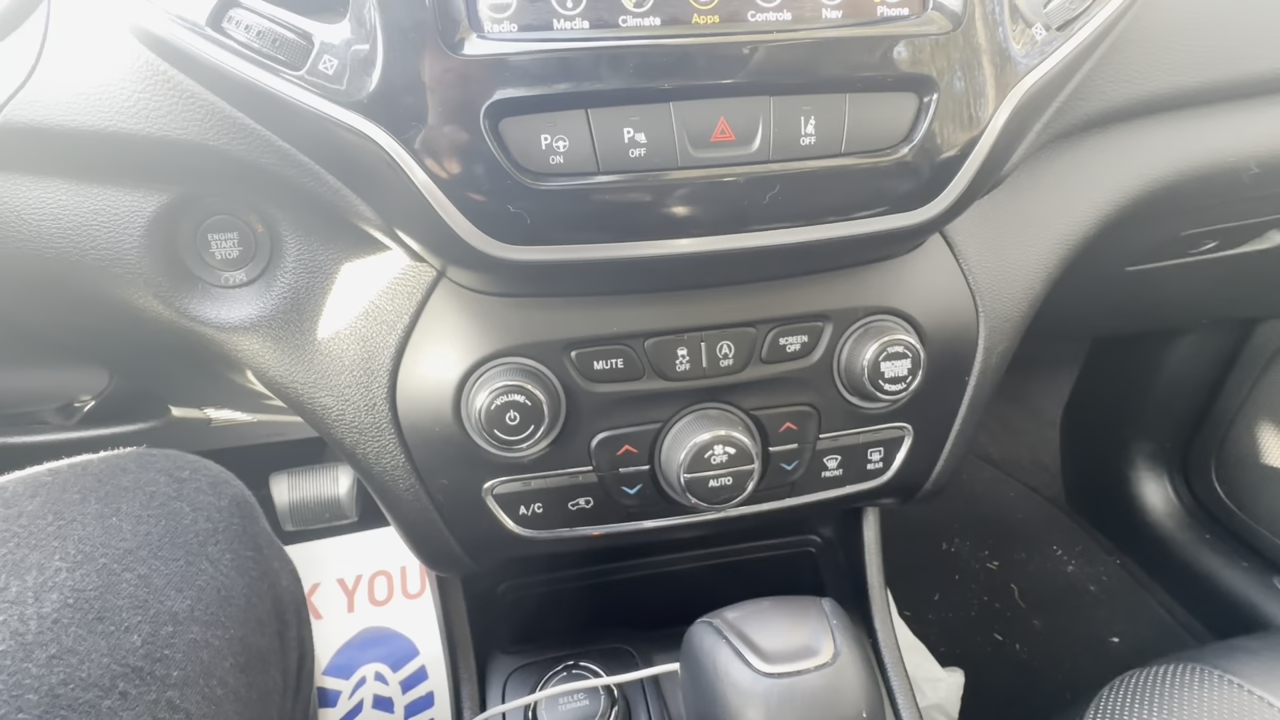 Radio Media Climate Apps Controls Nav Phone
P ON
P OFF
OFF
ENGINE
START
STOP
MUTE
OFF
OFF
SCREEN
OFF
VOLUME
TUNE
BROWSE
ENTER
SCROLL
OFF
AUTO
A/C
FRONT
REAR
K YOU
SELEC-
TERRAIN